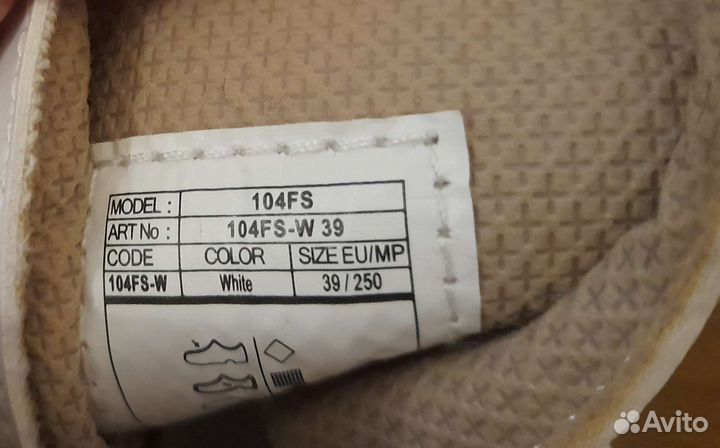 MODEL : 104FS
ART No : 104FS-W 39
CODE COLOR SIZE EU/MP
104FS-W White 39 / 250
Avito